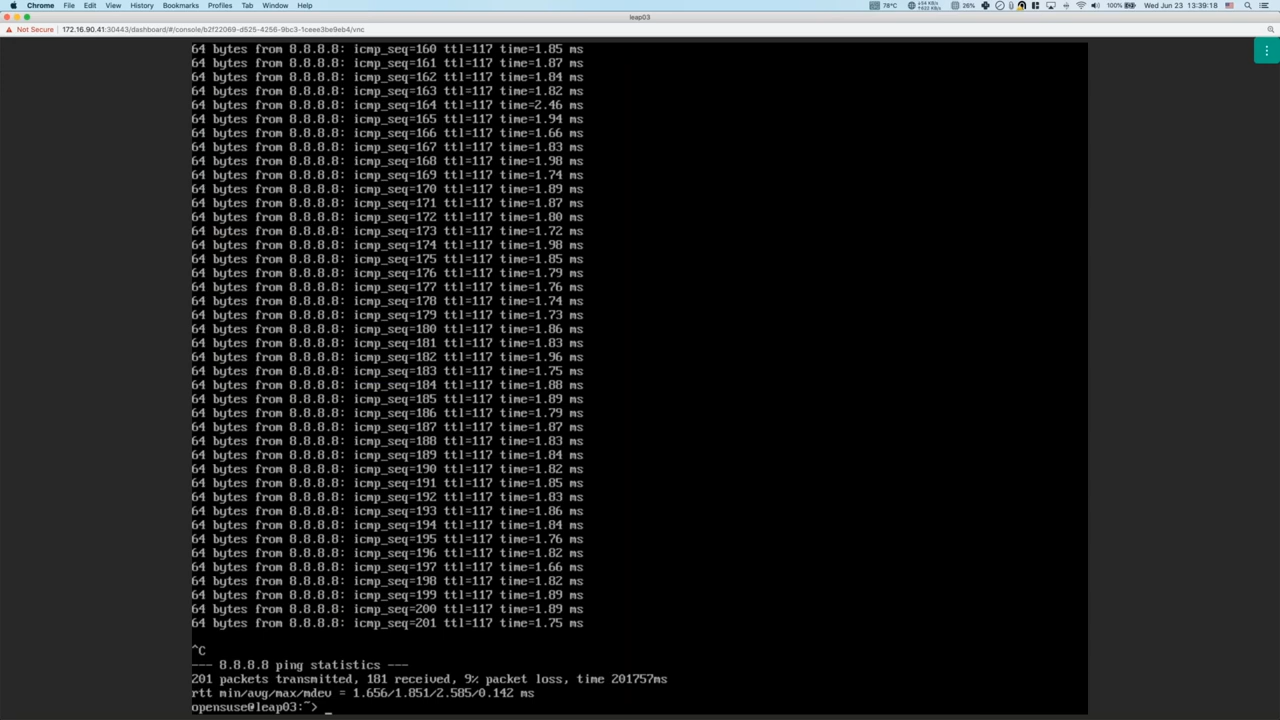 Chrome File Edit View History Bookmarks Profiles Tab Window Help 78°C 26% 100% Wed Jun 23 13:39:18
leap03
Not Secure 172.16.90.41:30443/dashboard/#/console/b2f22069-d525-4256-9bc3-1ceee3be9eb4/vnc
64 bytes from 8.8.8.8: icmp_seq=160 ttl=117 time=1.85 ms
64 bytes from 8.8.8.8: icmp_seq=161 ttl=117 time=1.87 ms
64 bytes from 8.8.8.8: icmp_seq=162 ttl=117 time=1.84 ms
64 bytes from 8.8.8.8: icmp_seq=163 ttl=117 time=1.82 ms
64 bytes from 8.8.8.8: icmp_seq=164 ttl=117 time=2.46 ms
64 bytes from 8.8.8.8: icmp_seq=165 ttl=117 time=1.94 ms
64 bytes from 8.8.8.8: icmp_seq=166 ttl=117 time=1.66 ms
64 bytes from 8.8.8.8: icmp_seq=167 ttl=117 time=1.83 ms
64 bytes from 8.8.8.8: icmp_seq=168 ttl=117 time=1.98 ms
64 bytes from 8.8.8.8: icmp_seq=169 ttl=117 time=1.74 ms
64 bytes from 8.8.8.8: icmp_seq=170 ttl=117 time=1.89 ms
64 bytes from 8.8.8.8: icmp_seq=171 ttl=117 time=1.87 ms
64 bytes from 8.8.8.8: icmp_seq=172 ttl=117 time=1.80 ms
64 bytes from 8.8.8.8: icmp_seq=173 ttl=117 time=1.72 ms
64 bytes from 8.8.8.8: icmp_seq=174 ttl=117 time=1.98 ms
64 bytes from 8.8.8.8: icmp_seq=175 ttl=117 time=1.85 ms
64 bytes from 8.8.8.8: icmp_seq=176 ttl=117 time=1.79 ms
64 bytes from 8.8.8.8: icmp_seq=177 ttl=117 time=1.76 ms
64 bytes from 8.8.8.8: icmp_seq=178 ttl=117 time=1.74 ms
64 bytes from 8.8.8.8: icmp_seq=179 ttl=117 time=1.73 ms
64 bytes from 8.8.8.8: icmp_seq=180 ttl=117 time=1.86 ms
64 bytes from 8.8.8.8: icmp_seq=181 ttl=117 time=1.83 ms
64 bytes from 8.8.8.8: icmp_seq=182 ttl=117 time=1.96 ms
64 bytes from 8.8.8.8: icmp_seq=183 ttl=117 time=1.75 ms
64 bytes from 8.8.8.8: icmp_seq=184 ttl=117 time=1.88 ms
64 bytes from 8.8.8.8: icmp_seq=185 ttl=117 time=1.89 ms
64 bytes from 8.8.8.8: icmp_seq=186 ttl=117 time=1.79 ms
64 bytes from 8.8.8.8: icmp_seq=187 ttl=117 time=1.87 ms
64 bytes from 8.8.8.8: icmp_seq=188 ttl=117 time=1.83 ms
64 bytes from 8.8.8.8: icmp_seq=189 ttl=117 time=1.84 ms
64 bytes from 8.8.8.8: icmp_seq=190 ttl=117 time=1.82 ms
64 bytes from 8.8.8.8: icmp_seq=191 ttl=117 time=1.85 ms
64 bytes from 8.8.8.8: icmp_seq=192 ttl=117 time=1.83 ms
64 bytes from 8.8.8.8: icmp_seq=193 ttl=117 time=1.86 ms
64 bytes from 8.8.8.8: icmp_seq=194 ttl=117 time=1.84 ms
64 bytes from 8.8.8.8: icmp_seq=195 ttl=117 time=1.76 ms
64 bytes from 8.8.8.8: icmp_seq=196 ttl=117 time=1.82 ms
64 bytes from 8.8.8.8: icmp_seq=197 ttl=117 time=1.66 ms
64 bytes from 8.8.8.8: icmp_seq=198 ttl=117 time=1.82 ms
64 bytes from 8.8.8.8: icmp_seq=199 ttl=117 time=1.89 ms
64 bytes from 8.8.8.8: icmp_seq=200 ttl=117 time=1.89 ms
64 bytes from 8.8.8.8: icmp_seq=201 ttl=117 time=1.75 ms
^C
--- 8.8.8.8 ping statistics ---
201 packets transmitted, 181 received, 9% packet loss, time 201757ms
rtt min/avg/max/mdev = 1.656/1.851/2.585/0.142 ms
opensuse@leap03:~> _